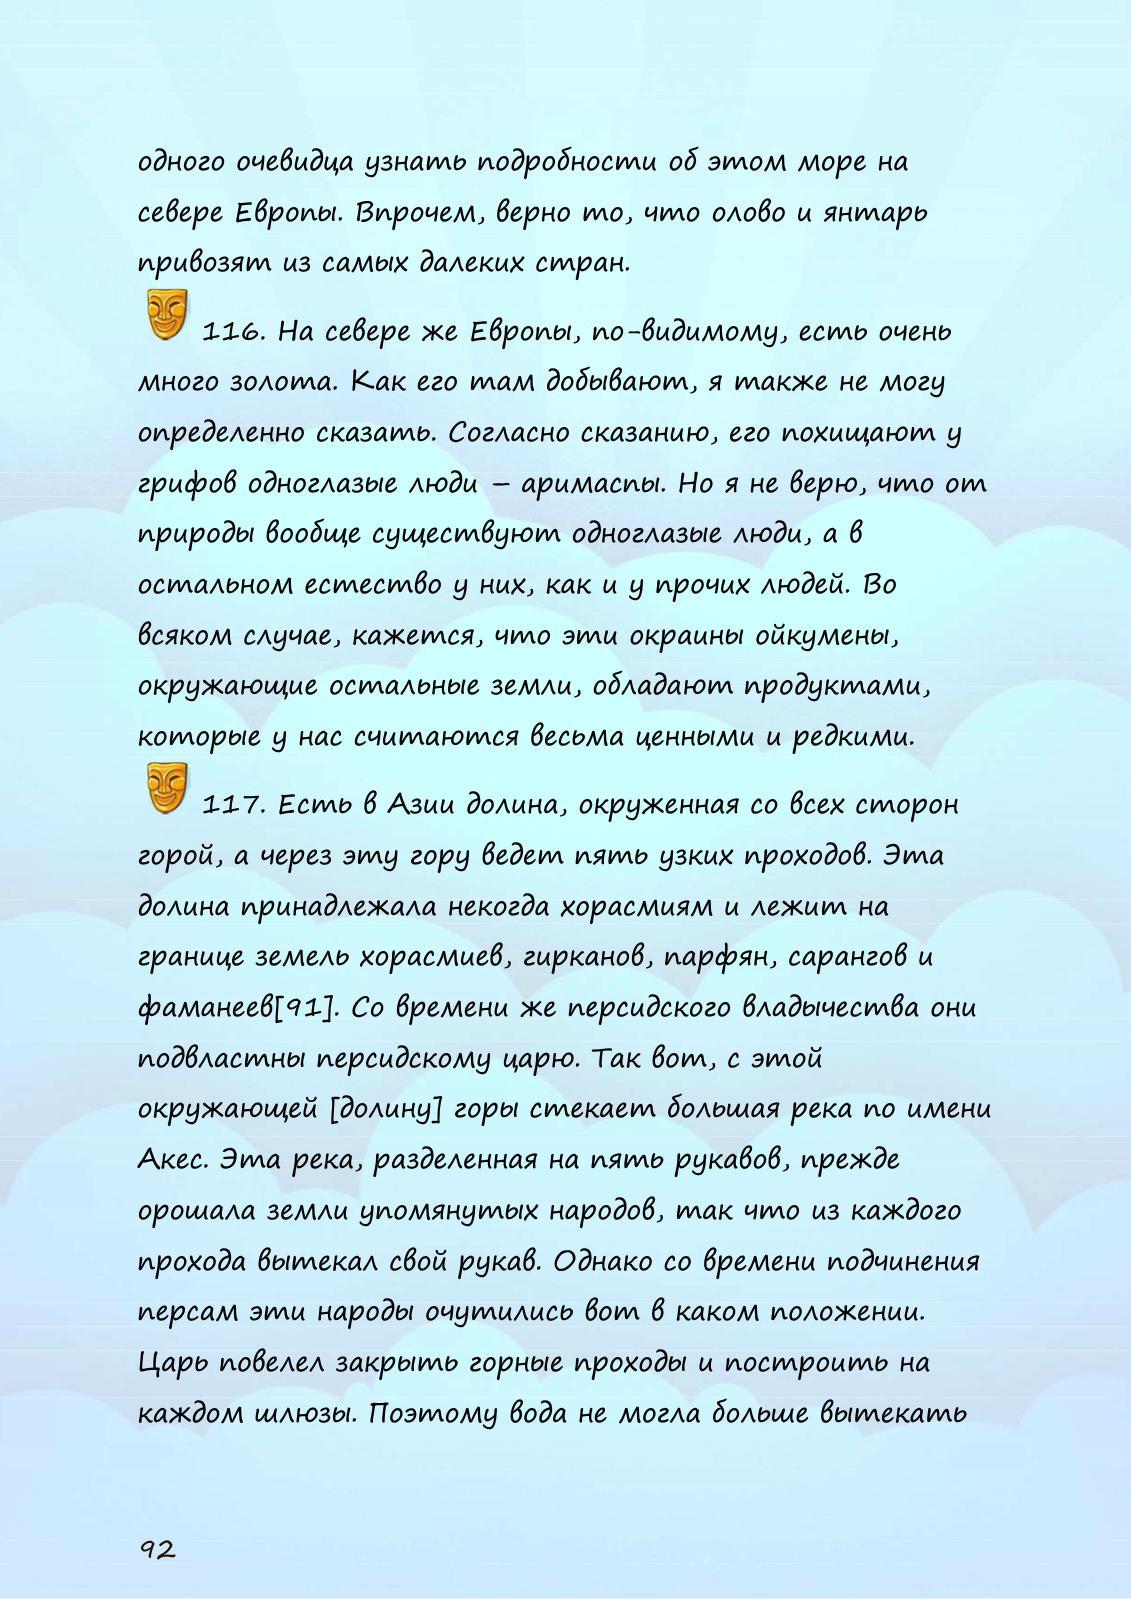 одного очевидца узнать подробности об этом море на
севере Европы. Впрочем, верно то, что олово и янтарь
привозят из самых далеких стран.
116. На севере же Европы, по-видимому, есть очень
много золота. Как его там добывают, я также не могу
определенно сказать. Согласно сказанию, его похищают у
грифов одноглазые люди – аримаспы. Но я не верю, что от
природы вообще существуют одноглазые люди, а в
остальном естество у них, как и у прочих людей. Во
всяком случае, кажется, что эти окраины ойкумены,
окружающие остальные земли, обладают продуктами,
которые у нас считаются весьма ценными и редкими.
117. Есть в Азии долина, окруженная со всех сторон
горой, а через эту гору ведет пять узких проходов. Эта
долина принадлежала некогда хорасмиям и лежит на
границе земель хорасмиев, гирканов, парфян, сарангов и
фаманеев[91]. Со времени же персидского владычества они
подвластны персидскому царю. Так вот, с этой
окружающей [долину] горы стекает большая река по имени
Акес. Эта река, разделенная на пять рукавов, прежде
орошала земли упомянутых народов, так что из каждого
прохода вытекал свой рукав. Однако со времени подчинения
персам эти народы очутились вот в каком положении.
Царь повелел закрыть горные проходы и построить на
каждом шлюзы. Поэтому вода не могла больше вытекать
92